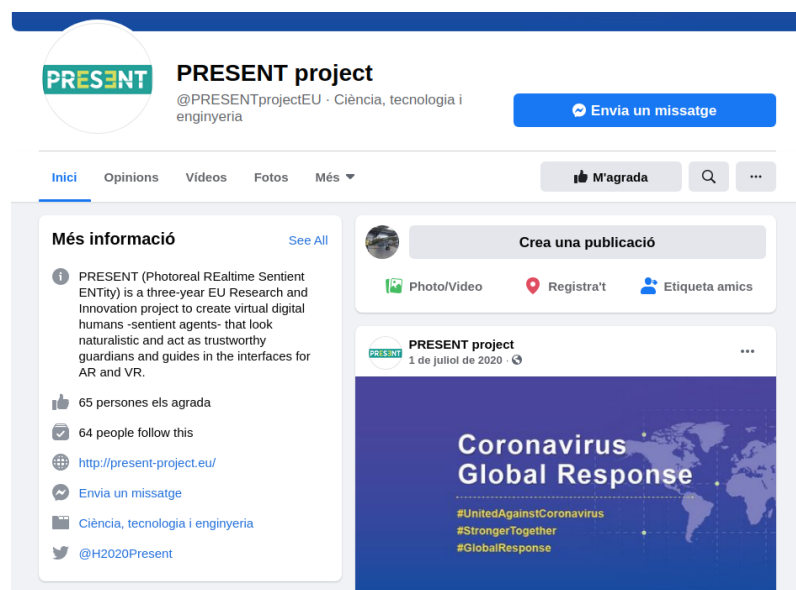 PRESENT
PRESENT project
@PRESENTprojectEU · Ciència, tecnologia i
enginyeria
Envia un missatge
Inici
Opinions
Vídeos
Fotos
Més
M'agrada
Més informació
See All
PRESENT (Photoreal REaltime Sentient
ENTity) is a three-year EU Research and
Innovation project to create virtual digital
humans -sentient agents- that look
naturalistic and act as trustworthy
guardians and guides in the interfaces for
AR and VR.
65 persones els agrada
64 people follow this
http://present-project.eu/
Envia un missatge
Ciència, tecnologia i enginyeria
@H2020Present
Crea una publicació
Photo/Video
Registra't
Etiqueta amics
PRESENT
PRESENT project
1 de juliol de 2020 ·
Coronavirus
Global Response
#UnitedAgainstCoronavirus
#StrongerTogether
#GlobalResponse